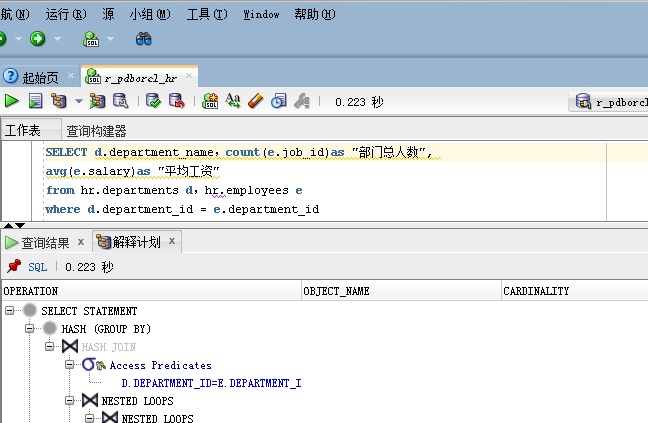 航(N) 运行(R) 源 小组(M) 工具(T) Window 帮助(H)
SQL
起始页 × r_pdborcl_hr ×
Aa 0.223 秒 r_pdborcl
工作表 查询构建器
SELECT d.department_name，count(e.job_id)as "部门总人数",
avg(e.salary)as "平均工资"
from hr.departments d，hr.employees e
where d.department_id = e.department_id
查询结果 × 解释计划 ×
SQL | 0.223 秒
OPERATION OBJECT_NAME CARDINALITY
SELECT STATEMENT
HASH (GROUP BY)
HASH JOIN
Access Predicates
D.DEPARTMENT_ID=E.DEPARTMENT_I
NESTED LOOPS
NESTED LOOPS